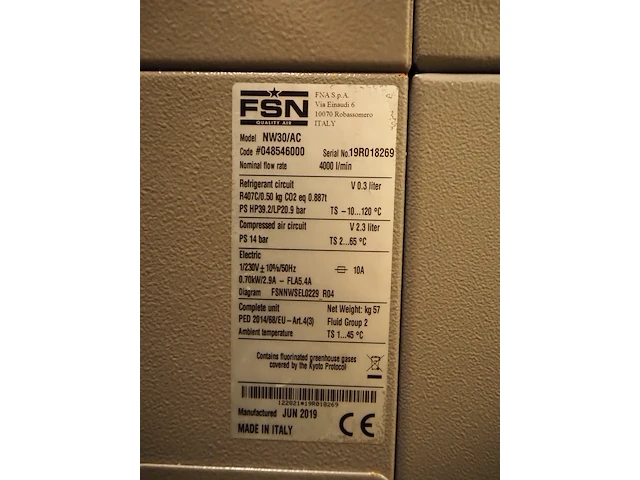 FSN
QUALITY AIR
FNA S.p.A.
Via Einaudi 6
10070 Robassomero
ITALY
Model NW30/AC
Code #048546000 Serial No. 19R018269
Nominal flow rate 4000 l/min
Refrigerant circuit V 0.3 liter
R407C/0.50 kg CO2 eq 0.887t
PS HP39.2/LP20.9 bar TS -10...120 °C
Compressed air circuit V 2.3 liter
PS 14 bar TS 2...65 °C
Electric
1/230V±10%/50Hz 10A
0.70kW/2.9A - FLA5.4A
Diagram FSNNWSEL0229 R04
Complete unit Net Weight: kg 57
PED 2014/68/EU-Art.4(3) Fluid Group 2
Ambient temperature TS 1...45 °C
Contains fluorinated greenhouse gases
covered by the Kyoto Protocol
122021*19R018269
Manufactured JUN 2019
MADE IN ITALY CE